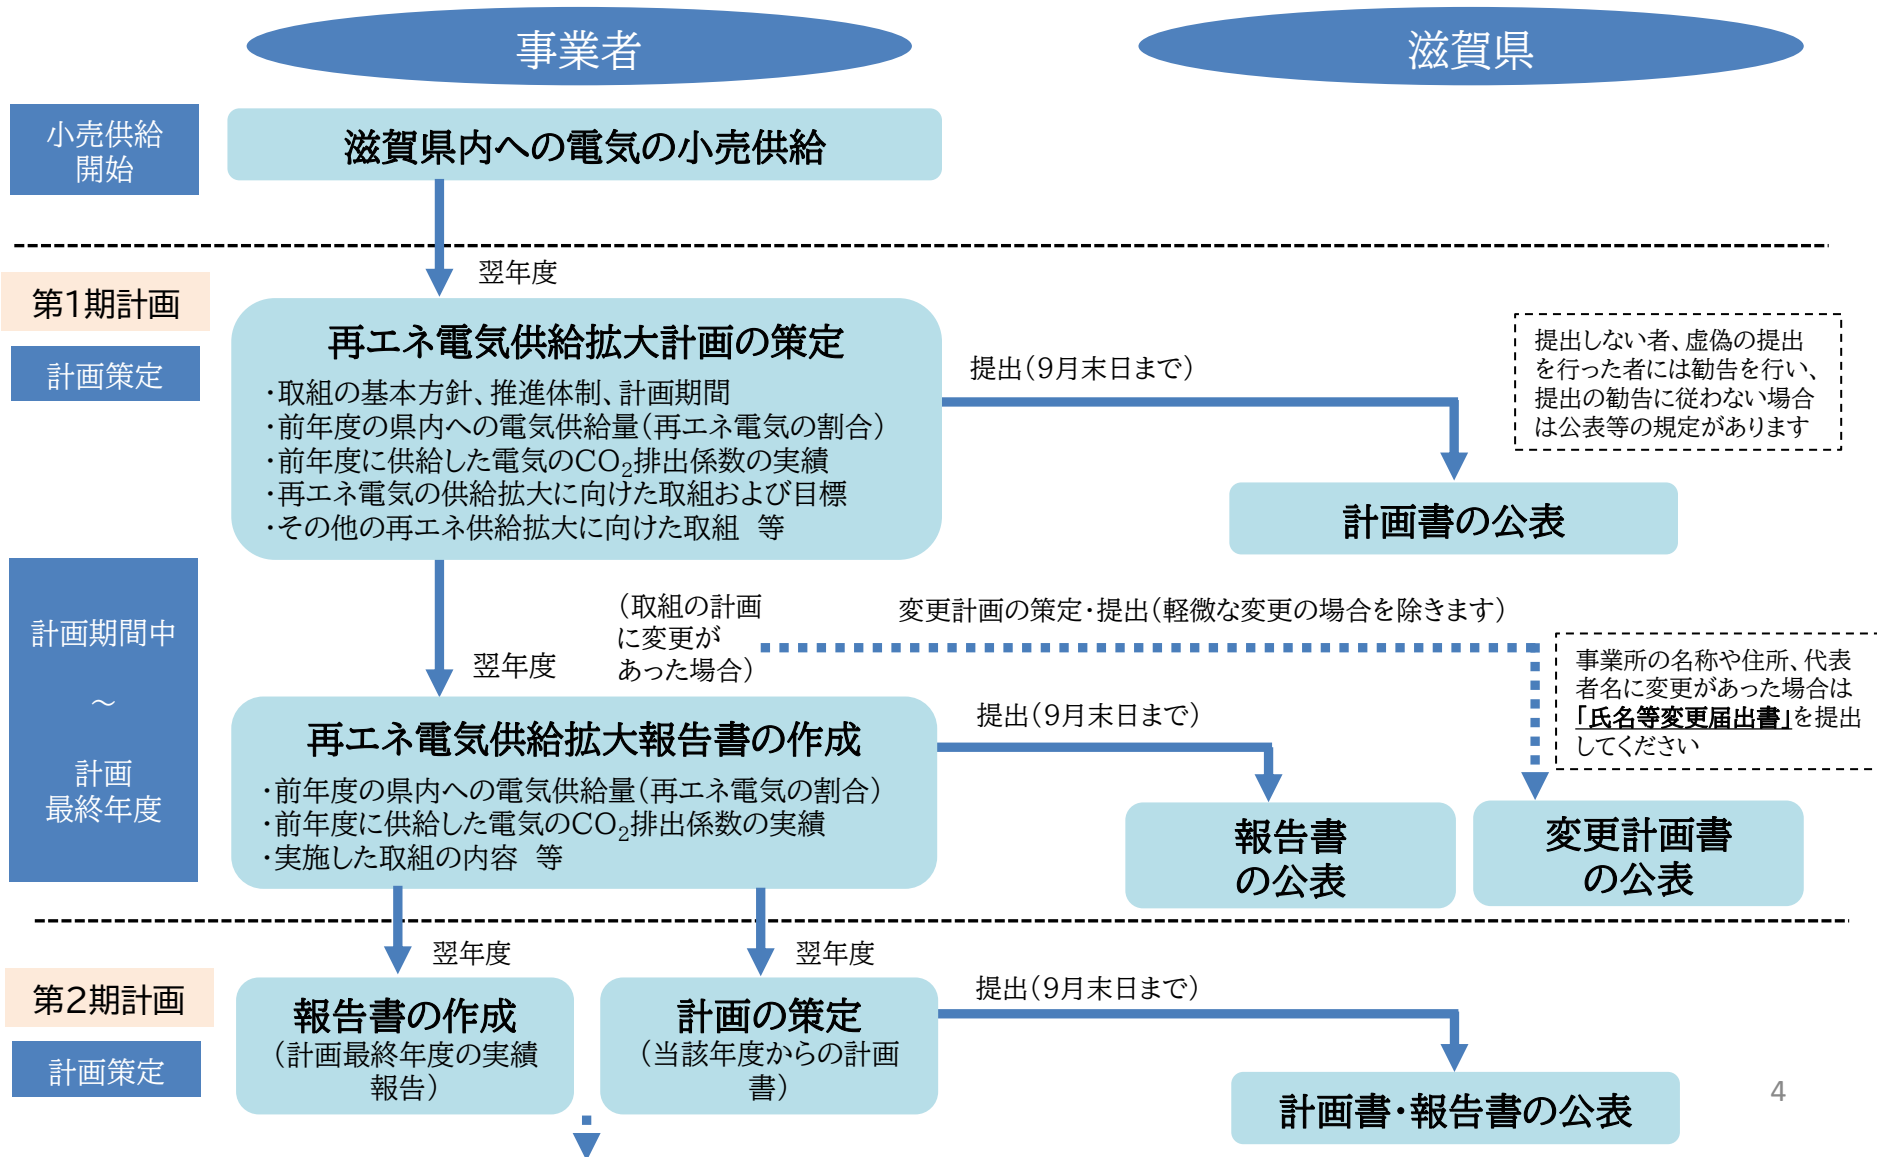 事業者
滋賀県
小売供給
開始
滋賀県内への電気の小売供給
翌年度
第1期計画
計画策定
再エネ電気供給拡大計画の策定
・取組の基本方針、推進体制、計画期間
・前年度の県内への電気供給量（再エネ電気の割合）
・前年度に供給した電気のCO₂排出係数の実績
・再エネ電気の供給拡大に向けた取組および目標
・その他の再エネ供給拡大に向けた取組　等
提出（9月末日まで）
提出しない者、虚偽の提出
を行った者には勧告を行い、
提出の勧告に従わない場合
は公表等の規定があります
計画書の公表
計画期間中
～
計画
最終年度
翌年度
（取組の計画
に変更が
あった場合）
変更計画の策定・提出（軽微な変更の場合を除きます）
事業所の名称や住所、代表
者名に変更があった場合は
「氏名等変更届出書」を提出
してください
再エネ電気供給拡大報告書の作成
・前年度の県内への電気供給量（再エネ電気の割合）
・前年度に供給した電気のCO₂排出係数の実績
・実施した取組の内容　等
提出（9月末日まで）
報告書
の公表
変更計画書
の公表
翌年度
翌年度
第2期計画
計画策定
報告書の作成
（計画最終年度の実績
報告）
計画の策定
（当該年度からの計画
書）
提出（9月末日まで）
計画書・報告書の公表
4